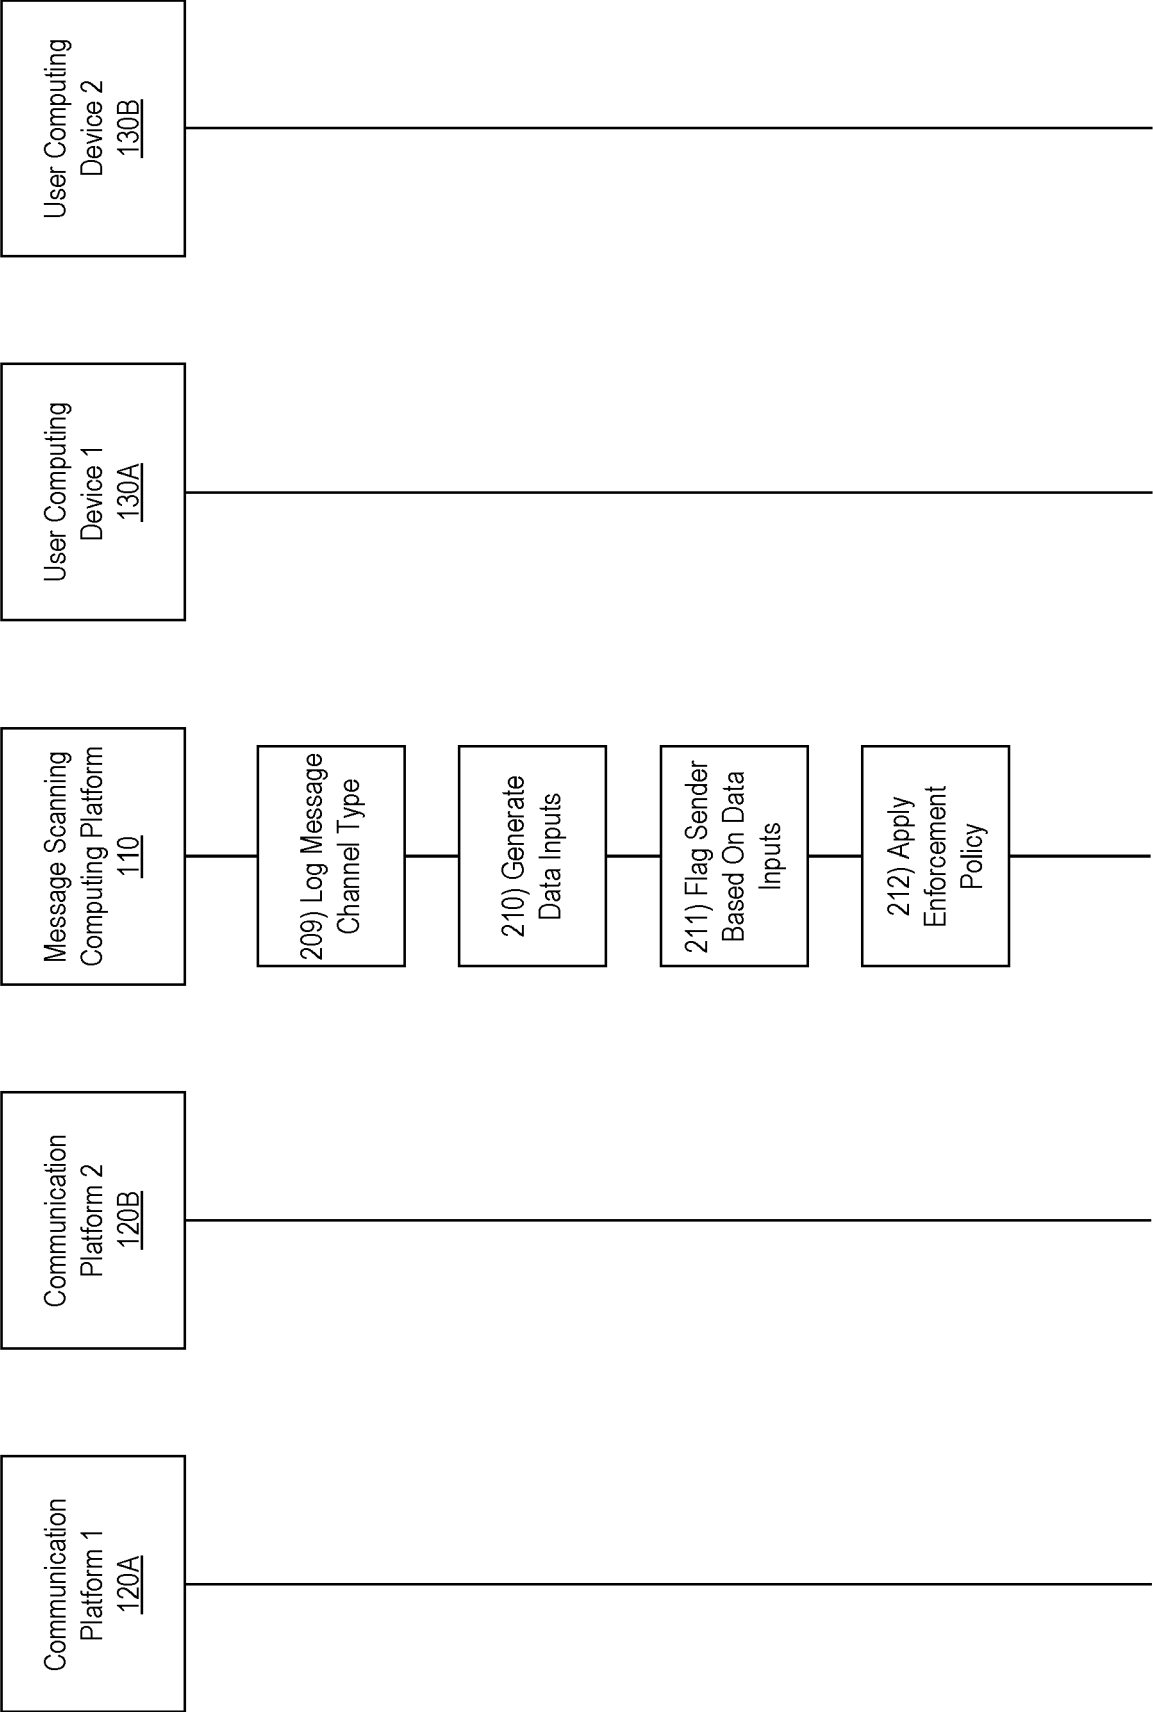 Communication
Platform 1
120A
Communication
Platform 2
120B
Message Scanning
Computing Platform
110
User Computing
Device 1
130A
User Computing
Device 2
130B
209) Log Message
Channel Type
210) Generate
Data Inputs
211) Flag Sender
Based On Data
Inputs
212) Apply
Enforcement
Policy